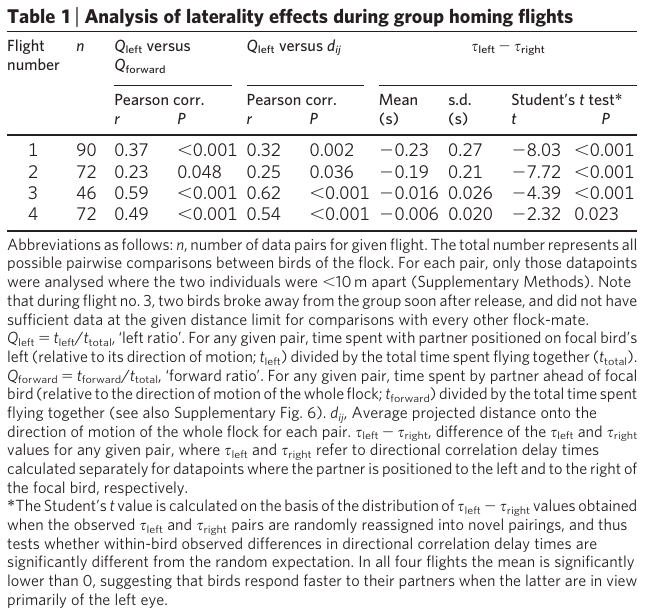 Table 1 | Analysis of laterality effects during group homing flights
Flight number n Qleft versus Qforward Qleft versus dij τleft − τright
Pearson corr. Pearson corr. Mean s.d. Student's t test*
r P r P (s) (s) t P
1 90 0.37 <0.001 0.32 0.002 −0.23 0.27 −8.03 <0.001
2 72 0.23 0.048 0.25 0.036 −0.19 0.21 −7.72 <0.001
3 46 0.59 <0.001 0.62 <0.001 −0.016 0.026 −4.39 <0.001
4 72 0.49 <0.001 0.54 <0.001 −0.006 0.020 −2.32 0.023
Abbreviations as follows: n, number of data pairs for given flight. The total number represents all
possible pairwise comparisons between birds of the flock. For each pair, only those datapoints
were analysed where the two individuals were <10 m apart (Supplementary Methods). Note
that during flight no. 3, two birds broke away from the group soon after release, and did not have
sufficient data at the given distance limit for comparisons with every other flock-mate.
Qleft = tleft/ttotal, 'left ratio'. For any given pair, time spent with partner positioned on focal bird's
left (relative to its direction of motion; tleft) divided by the total time spent flying together (ttotal).
Qforward = tforward/ttotal, 'forward ratio'. For any given pair, time spent by partner ahead of focal
bird (relative to the direction of motion of the whole flock; tforward) divided by the total time spent
flying together (see also Supplementary Fig. 6). dij, Average projected distance onto the
direction of motion of the whole flock for each pair. τleft − τright, difference of the τleft and τright
values for any given pair, where τleft and τright refer to directional correlation delay times
calculated separately for datapoints where the partner is positioned to the left and to the right of
the focal bird, respectively.
*The Student's t value is calculated on the basis of the distribution of τleft − τright values obtained
when the observed τleft and τright pairs are randomly reassigned into novel pairings, and thus
tests whether within-bird observed differences in directional correlation delay times are
significantly different from the random expectation. In all four flights the mean is significantly
lower than 0, suggesting that birds respond faster to their partners when the latter are in view
primarily of the left eye.